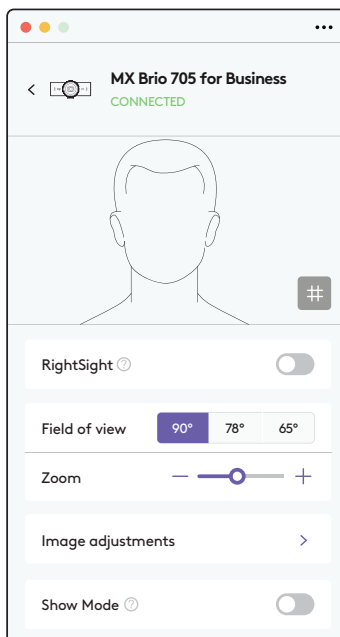 MX Brio 705 for Business
CONNECTED
RightSight ?
Field of view 90° 78° 65°
Zoom
Image adjustments
Show Mode ?